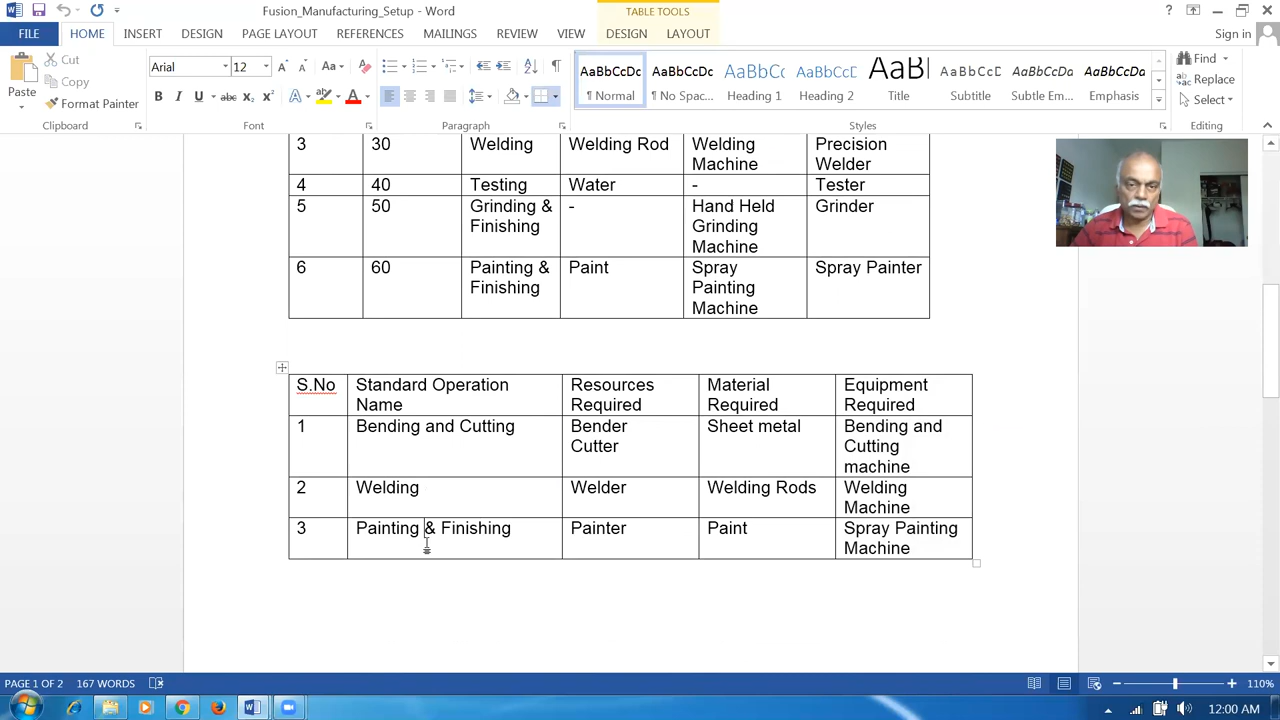 Fusion_Manufacturing_Setup - Word
TABLE TOOLS
?
FILE
HOME
INSERT
DESIGN
PAGE LAYOUT
REFERENCES
MAILINGS
REVIEW
VIEW
DESIGN
LAYOUT
Sign in
Paste
Cut
Copy
Format Painter
Clipboard
Arial
12
Font
Paragraph
AaBbCcDc
¶ Normal
AaBbCcDc
¶ No Spac...
AaBbCc
Heading 1
AaBbCcD
Heading 2
AaBl
Title
AaBbCcD
Subtitle
AaBbCcDa
Subtle Em...
AaBbCcDa
Emphasis
Styles
Find
Replace
Select
Editing
3 30 Welding Welding Rod Welding Precision
Machine Welder
4 40 Testing Water - Tester
5 50 Grinding & - Hand Held Grinder
Finishing Grinding
Machine
6 60 Painting & Paint Spray Spray Painter
Finishing Painting
Machine
S.No Standard Operation Resources Material Equipment
Name Required Required Required
1 Bending and Cutting Bender Sheet metal Bending and
Cutter Cutting
machine
2 Welding Welder Welding Rods Welding
Machine
3 Painting & Finishing Painter Paint Spray Painting
Machine
PAGE 1 OF 2 167 WORDS
110%
12:00 AM